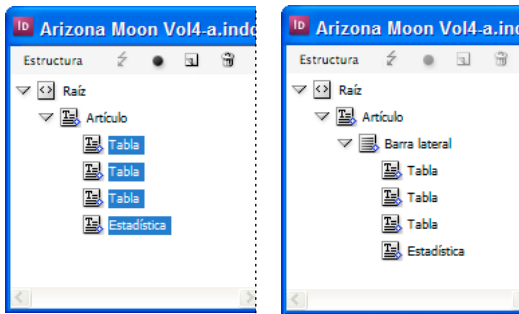 Arizona Moon Vol4-a.indd
Estructura
Raíz
Artículo
Tabla
Tabla
Tabla
Estadística
Arizona Moon Vol4-a.in
Estructura
Raíz
Artículo
Barra lateral
Tabla
Tabla
Tabla
Estadística